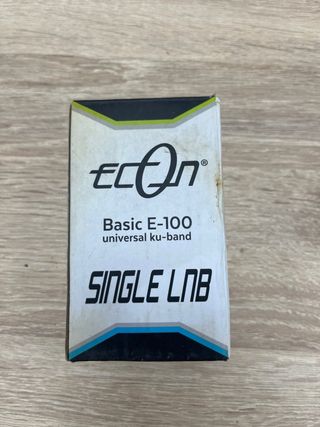 ecOn®
Basic E-100
universal ku-band
SINGLE LNB